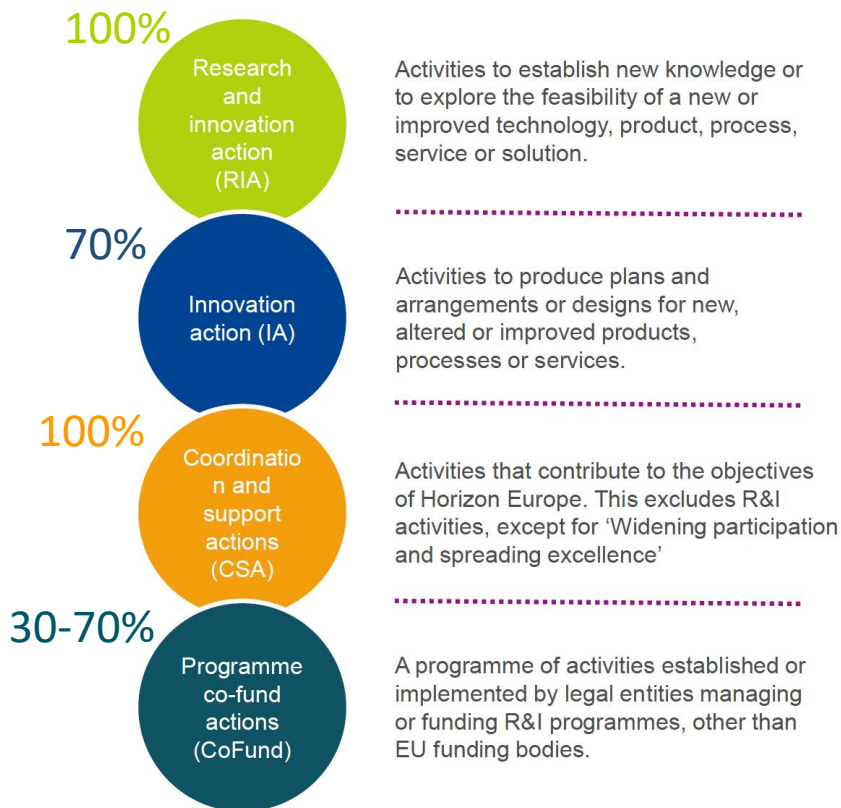 100%
Research
and
innovation
action
(RIA)
Activities to establish new knowledge or
to explore the feasibility of a new or
improved technology, product, process,
service or solution.
70%
Innovation
action (IA)
Activities to produce plans and
arrangements or designs for new,
altered or improved products,
processes or services.
100%
Coordinatio
n and
support
actions
(CSA)
Activities that contribute to the objectives
of Horizon Europe. This excludes R&I
activities, except for ‘Widening participation
and spreading excellence’
30-70%
Programme
co-fund
actions
(CoFund)
A programme of activities established or
implemented by legal entities managing
or funding R&I programmes, other than
EU funding bodies.